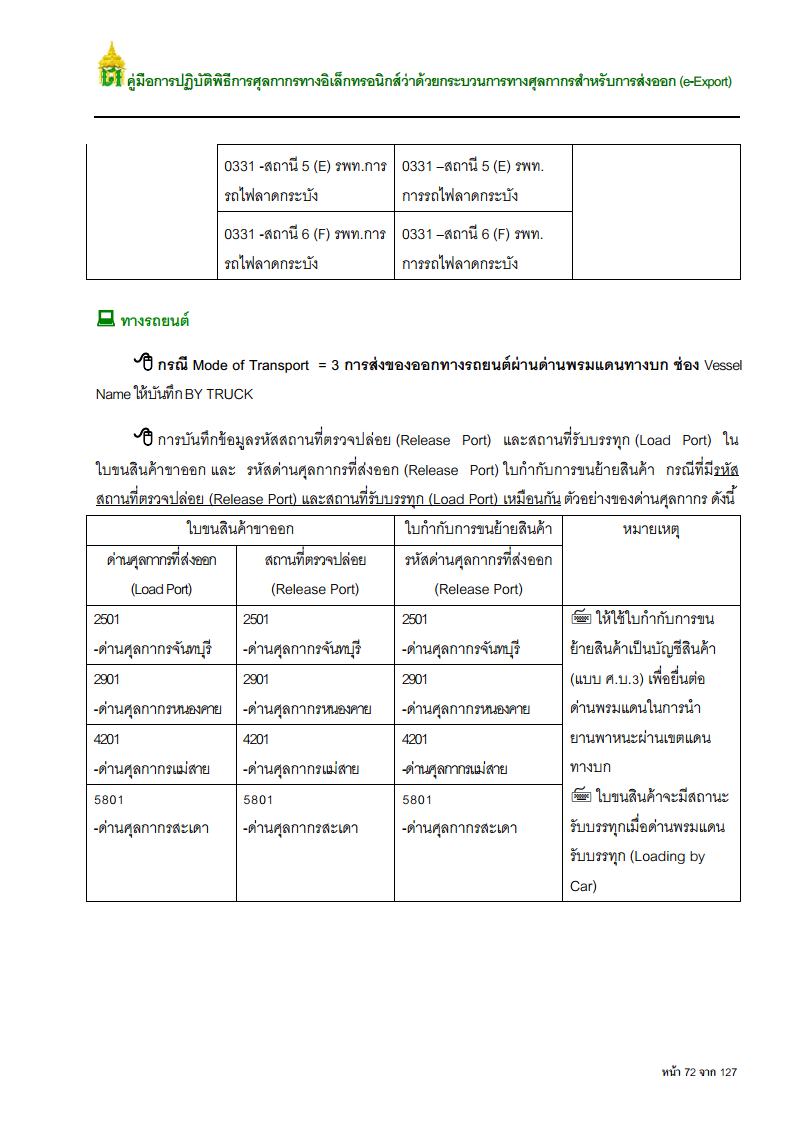 คู่มือการปฏิบัติพิธีการศุลกากรทางอิเล็กทรอนิกส์ว่าด้วยกระบวนการทางศุลกากรสำหรับการส่งออก (e-Export)
0331 -สถานี 5 (E) รพท.การ
รถไฟลาดกระบัง
0331 –สถานี 5 (E) รพท.
การรถไฟลาดกระบัง
0331 -สถานี 6 (F) รพท.การ
รถไฟลาดกระบัง
0331 –สถานี 6 (F) รพท.
การรถไฟลาดกระบัง
ทางรถยนต์
กรณี Mode of Transport = 3 การส่งของออกทางรถยนต์ผ่านด่านพรมแดนทางบก ช่อง Vessel
Name ให้บันทึก BY TRUCK
การบันทึกข้อมูลรหัสสถานที่ตรวจปล่อย (Release Port) และสถานที่รับบรรทุก (Load Port) ใน
ใบขนสินค้าขาออก และ รหัสด่านศุลกากรที่ส่งออก (Release Port) ใบกำกับการขนย้ายสินค้า กรณีที่มีรหัส
สถานที่ตรวจปล่อย (Release Port) และสถานที่รับบรรทุก (Load Port) เหมือนกัน ตัวอย่างของด่านศุลกากร ดังนี้
ใบขนสินค้าขาออก
ใบกำกับการขนย้ายสินค้า
หมายเหตุ
ด่านศุลกากรที่ส่งออก
(Load Port)
สถานที่ตรวจปล่อย
(Release Port)
รหัสด่านศุลกากรที่ส่งออก
(Release Port)
2501
-ด่านศุลกากรจันทบุรี
2501
-ด่านศุลกากรจันทบุรี
2501
-ด่านศุลกากรจันทบุรี
2901
-ด่านศุลกากรหนองคาย
2901
-ด่านศุลกากรหนองคาย
2901
-ด่านศุลกากรหนองคาย
4201
-ด่านศุลกากรแม่สาย
4201
-ด่านศุลกากรแม่สาย
4201
-ด่านศุลกากรแม่สาย
5801
-ด่านศุลกากรสะเดา
5801
-ด่านศุลกากรสะเดา
5801
-ด่านศุลกากรสะเดา
ให้ใช้ใบกำกับการขน
ย้ายสินค้าเป็นบัญชีสินค้า
(แบบ ศ.บ.3) เพื่อยื่นต่อ
ด่านพรมแดนในการนำ
ยานพาหนะผ่านเขตแดน
ทางบก
ใบขนสินค้าจะมีสถานะ
รับบรรทุกเมื่อด่านพรมแดน
รับบรรทุก (Loading by
Car)
หน้า 72 จาก 127